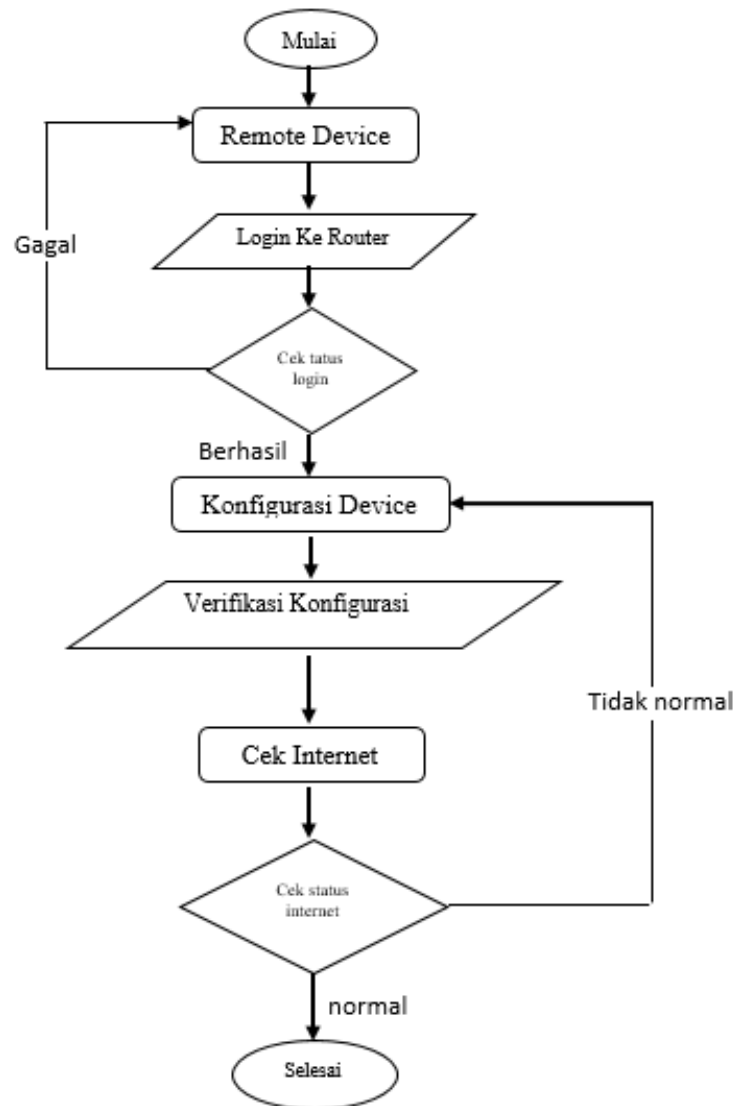 Mulai
Remote Device
Login Ke Router
Gagal
Cek tatus
login
Berhasil
Konfigurasi Device
Verifikasi Konfigurasi
Tidak normal
Cek Internet
Cek status
internet
normal
Selesai